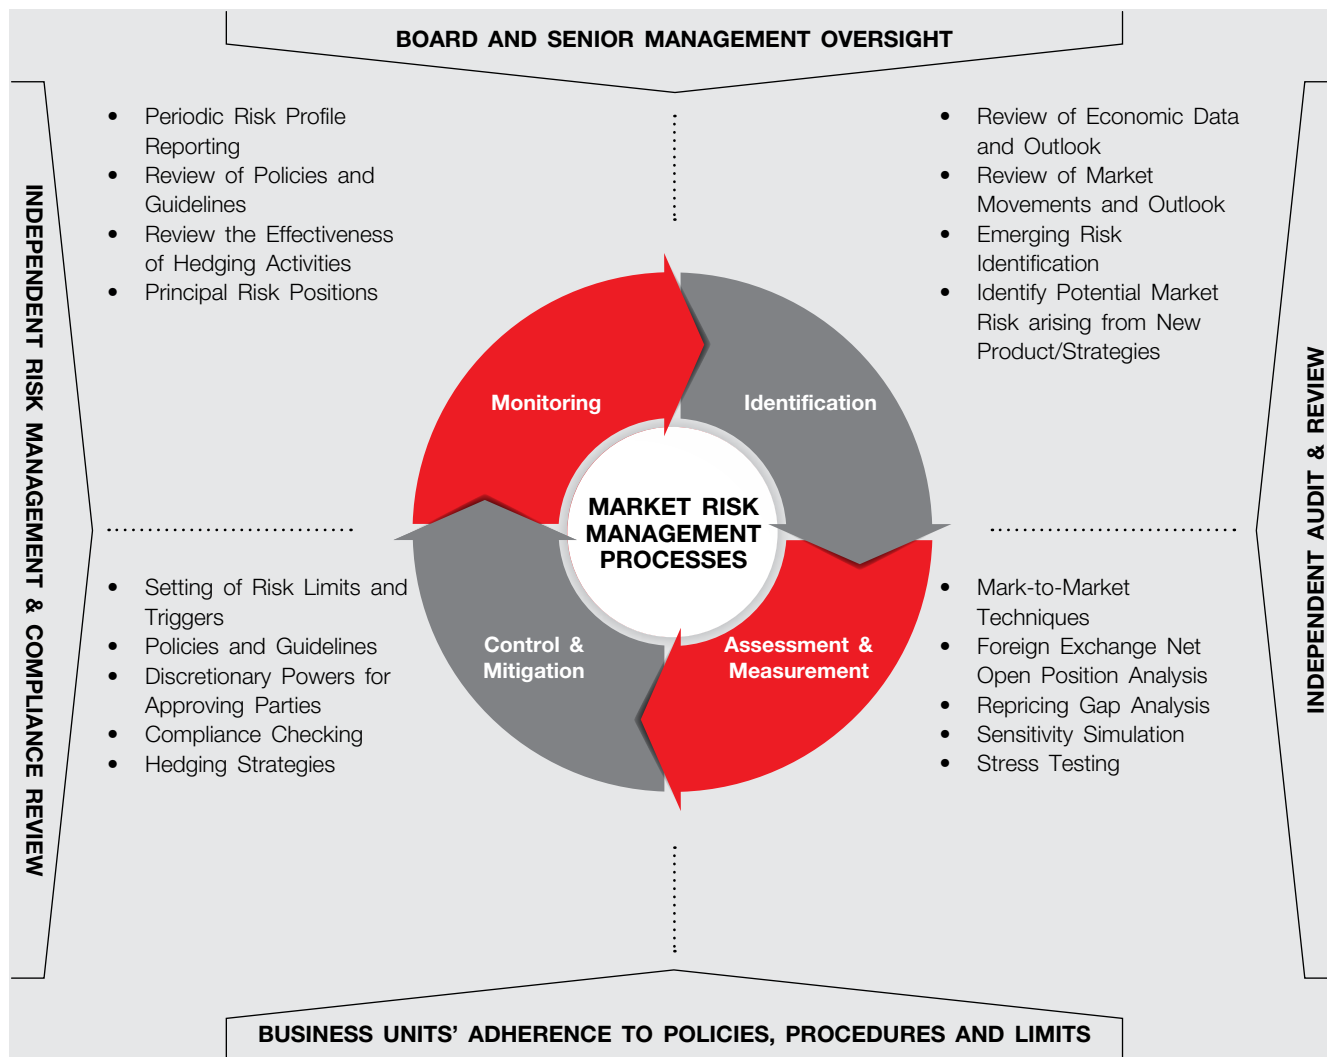 BOARD AND SENIOR MANAGEMENT OVERSIGHT
INDEPENDENT RISK MANAGEMENT & COMPLIANCE REVIEW
• Periodic Risk Profile
Reporting
• Review of Policies and
Guidelines
• Review the Effectiveness
of Hedging Activities
• Principal Risk Positions
• Review of Economic Data
and Outlook
• Review of Market
Movements and Outlook
• Emerging Risk
Identification
• Identify Potential Market
Risk arising from New
Product/Strategies
INDEPENDENT AUDIT & REVIEW
Monitoring
Identification
MARKET RISK
MANAGEMENT
PROCESSES
Control &
Mitigation
Assessment &
Measurement
• Setting of Risk Limits and
Triggers
• Policies and Guidelines
• Discretionary Powers for
Approving Parties
• Compliance Checking
• Hedging Strategies
• Mark-to-Market
Techniques
• Foreign Exchange Net
Open Position Analysis
• Repricing Gap Analysis
• Sensitivity Simulation
• Stress Testing
BUSINESS UNITS' ADHERENCE TO POLICIES, PROCEDURES AND LIMITS